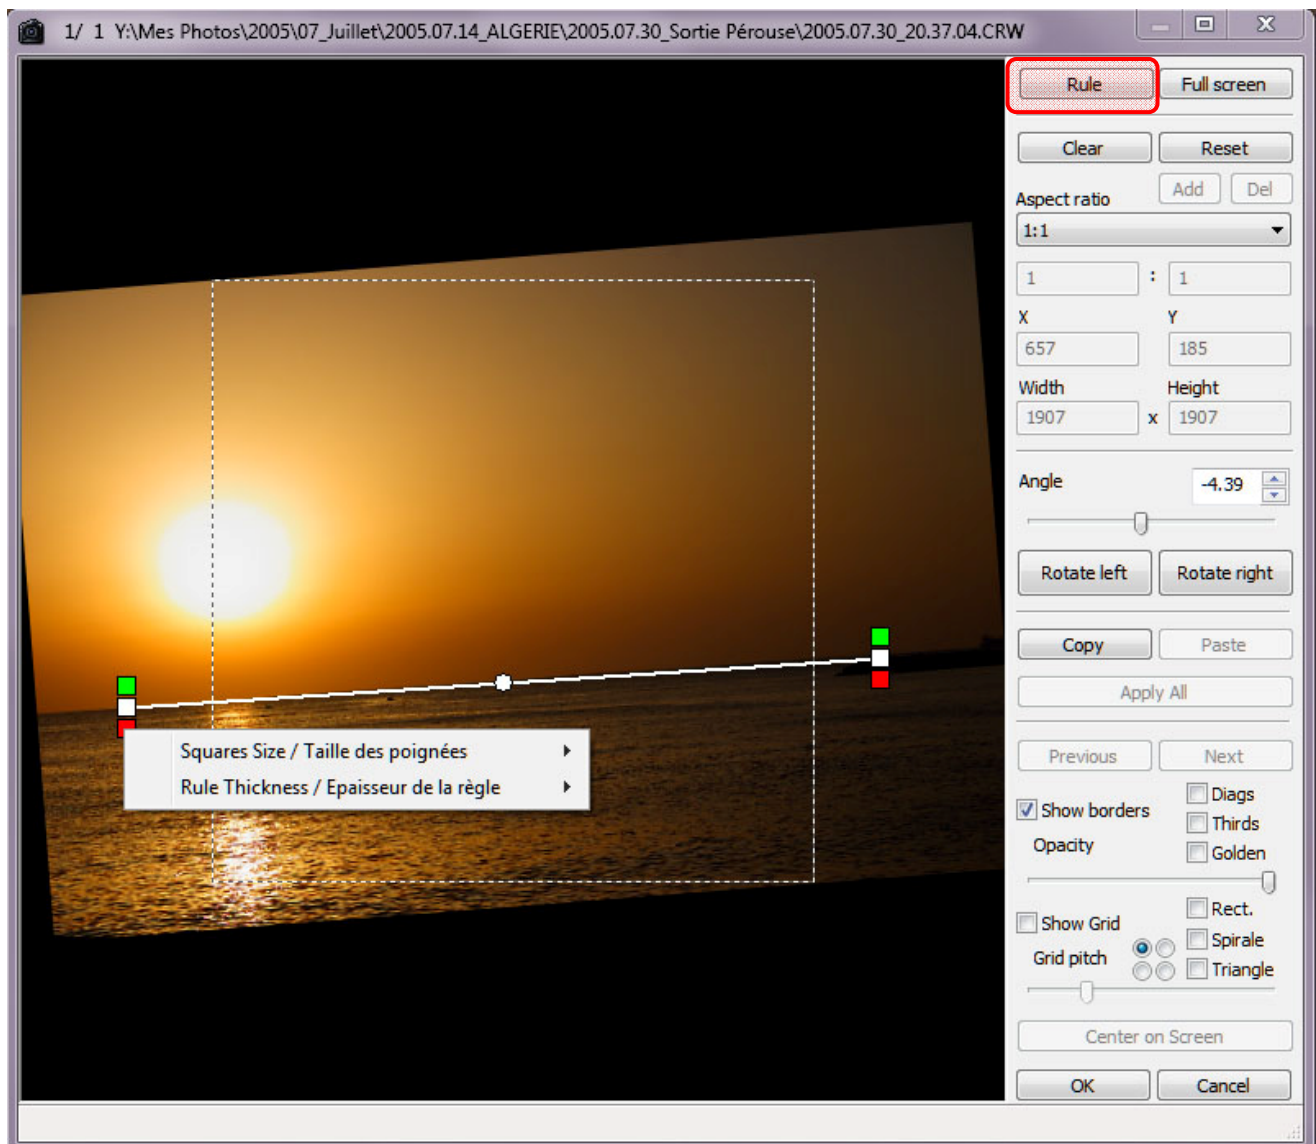 1/ 1 Y:\Mes Photos\2005\07_Juillet\2005.07.14_ALGERIE\2005.07.30_Sortie Pérouse\2005.07.30_20.37.04.CRW
Rule Full screen
Clear Reset
Aspect ratio Add Del
1:1
1 : 1
X Y
657 185
Width Height
1907 x 1907
Angle -4.39
Rotate left Rotate right
Copy Paste
Apply All
Previous Next
Show borders Diags
Thirds
Opacity Golden
Show Grid Rect.
Spirale
Grid pitch Triangle
Center on Screen
OK Cancel
Squares Size / Taille des poignées
Rule Thickness / Epaisseur de la règle